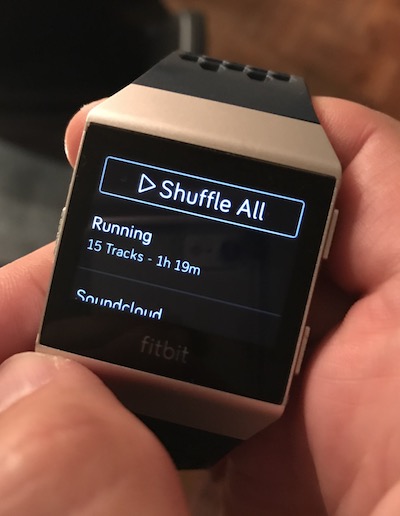 Shuffle All
Running
15 Tracks - 1h 19m
Soundcloud
fitbit